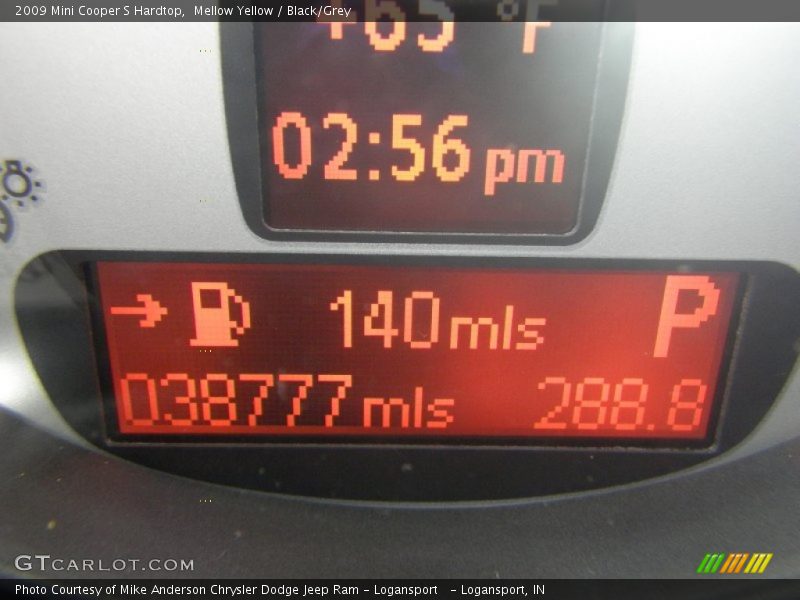 2009 Mini Cooper S Hardtop, Mellow Yellow / Black/Grey
+65 °F
02:56 pm
140 mls P
038777 mls 288.8
GTCARLOT.COM
Photo Courtesy of Mike Anderson Chrysler Dodge Jeep Ram - Logansport - Logansport, IN